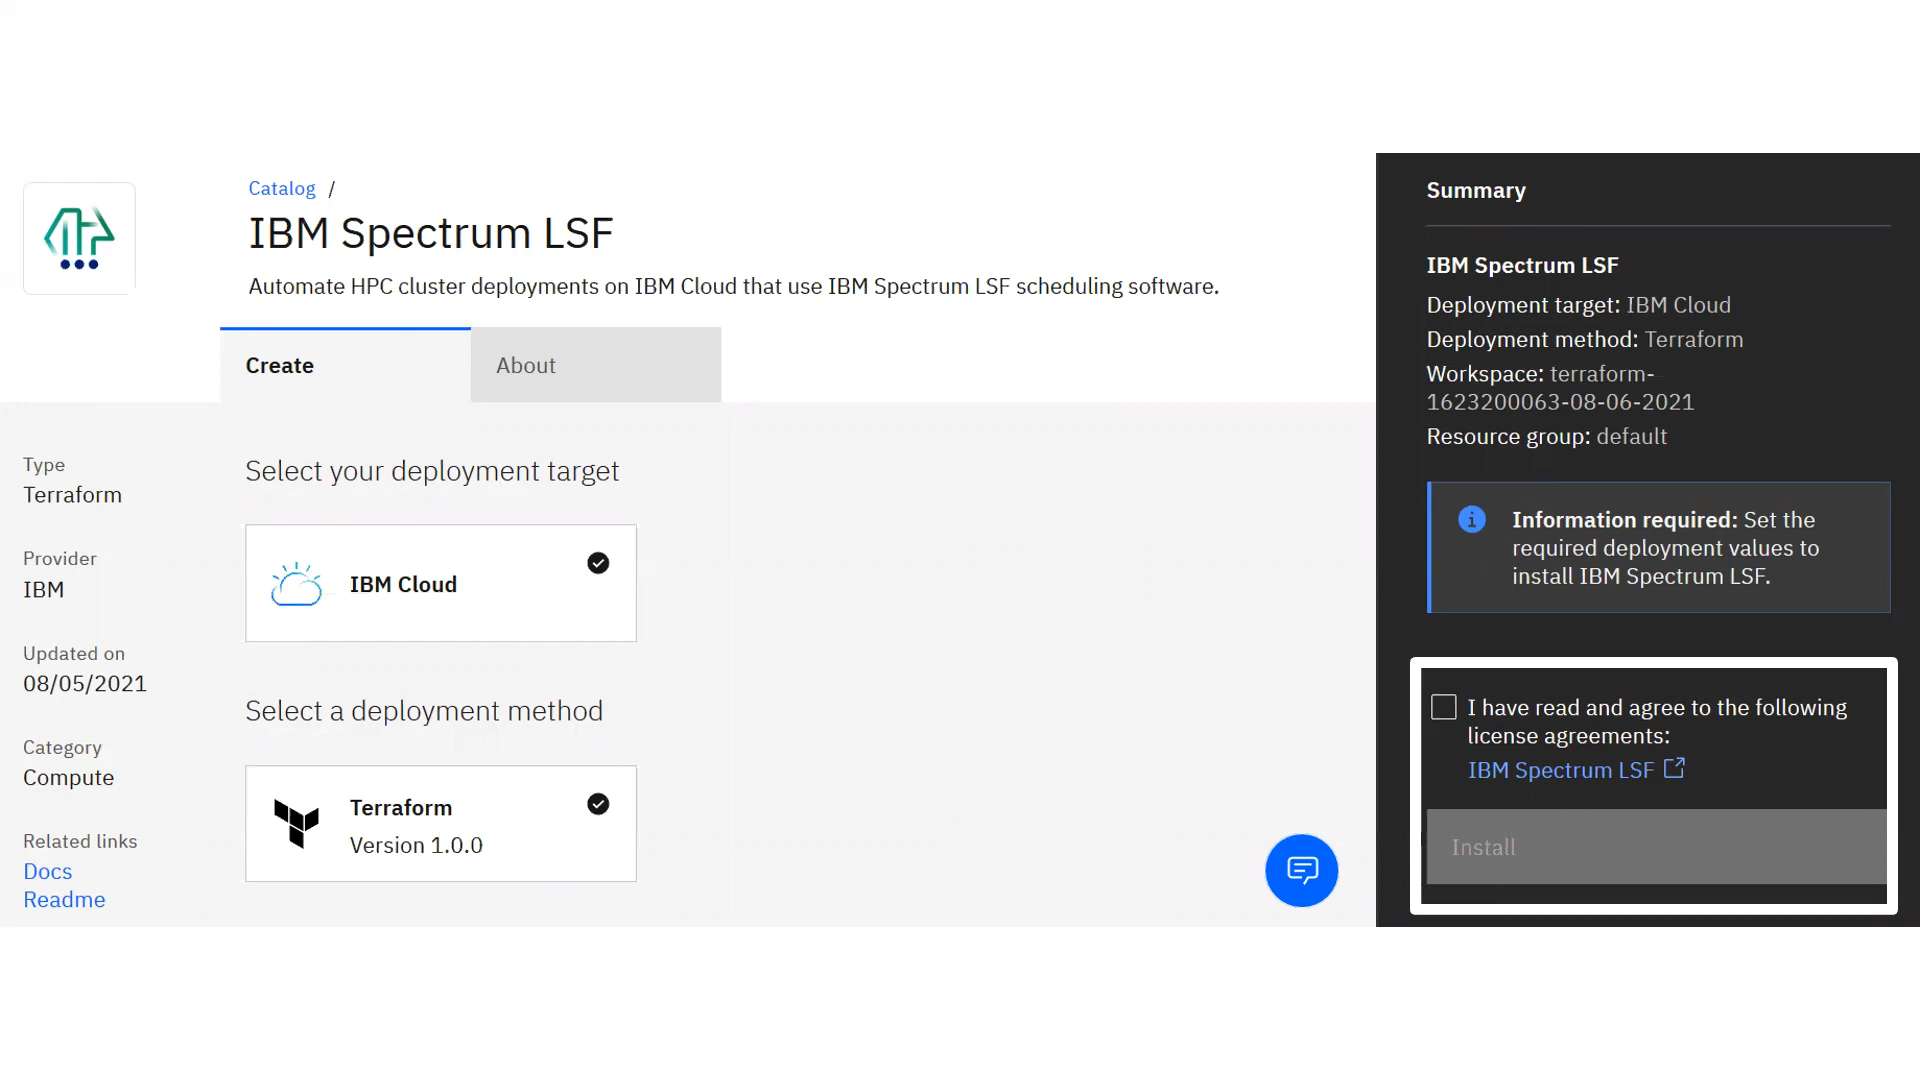 Catalog /
IBM Spectrum LSF
Automate HPC cluster deployments on IBM Cloud that use IBM Spectrum LSF scheduling software.
Create
About
Type
Terraform
Provider
IBM
Updated on
08/05/2021
Category
Compute
Related links
Docs
Readme
Select your deployment target
IBM Cloud
Select a deployment method
Terraform
Version 1.0.0
Summary
IBM Spectrum LSF
Deployment target: IBM Cloud
Deployment method: Terraform
Workspace: terraform-
1623200063-08-06-2021
Resource group: default
Information required: Set the
required deployment values to
install IBM Spectrum LSF.
I have read and agree to the following
license agreements:
IBM Spectrum LSF
Install